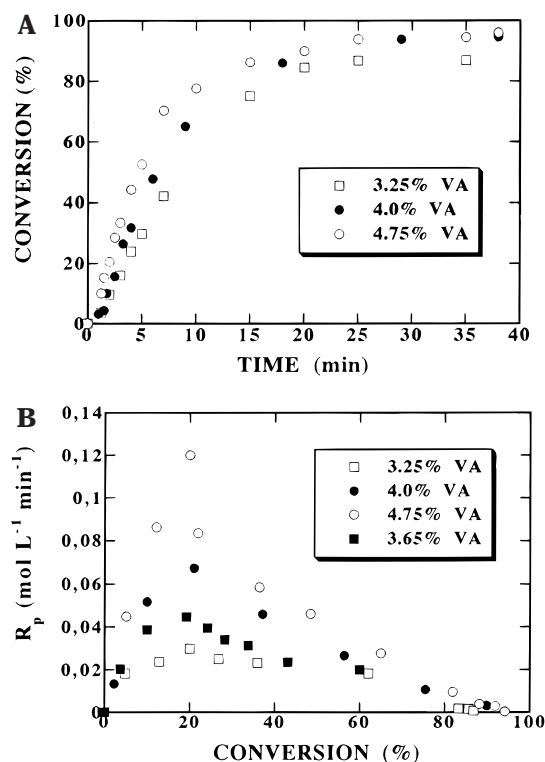 A
CONVERSION (%)
100
80
60
40
20
0
3.25% VA
4.0% VA
4.75% VA
0 5 10 15 20 25 30 35 40
TIME (min)
B
R_p (mol L^-1 min^-1)
0,14
0,12
0,1
0,08
0,06
0,04
0,02
0
3.25% VA
4.0% VA
4.75% VA
3.65% VA
0 20 40 60 80 100
CONVERSION (%)